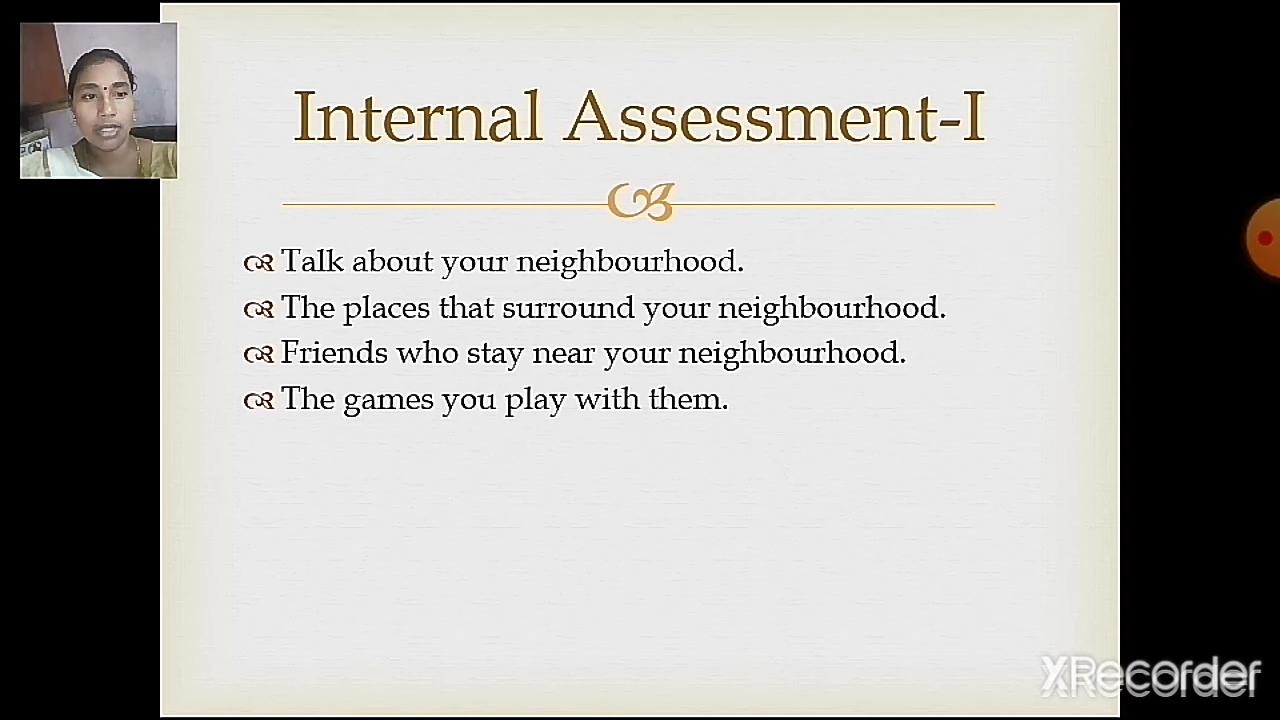 Internal Assessment-I
Talk about your neighbourhood.
The places that surround your neighbourhood.
Friends who stay near your neighbourhood.
The games you play with them.
XRecorder